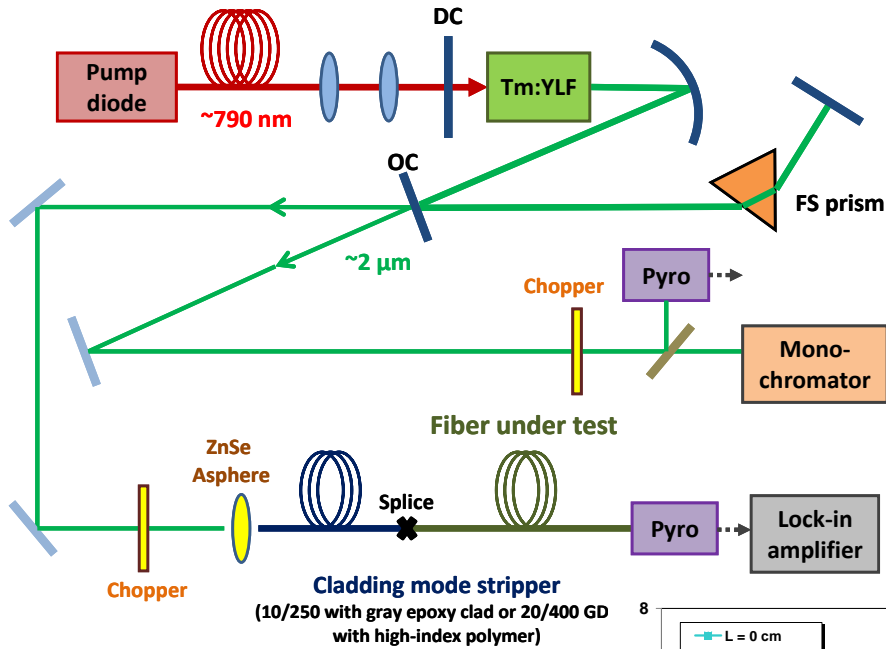 DC
Pump
diode
Tm:YLF
~790 nm
OC
FS prism
~2 μm
Chopper
Pyro
Mono-
chromator
Fiber under test
ZnSe
Asphere
Splice
Pyro
Lock-in
amplifier
Chopper
Cladding mode stripper
(10/250 with gray epoxy clad or 20/400 GD
with high-index polymer)
8
L = 0 cm